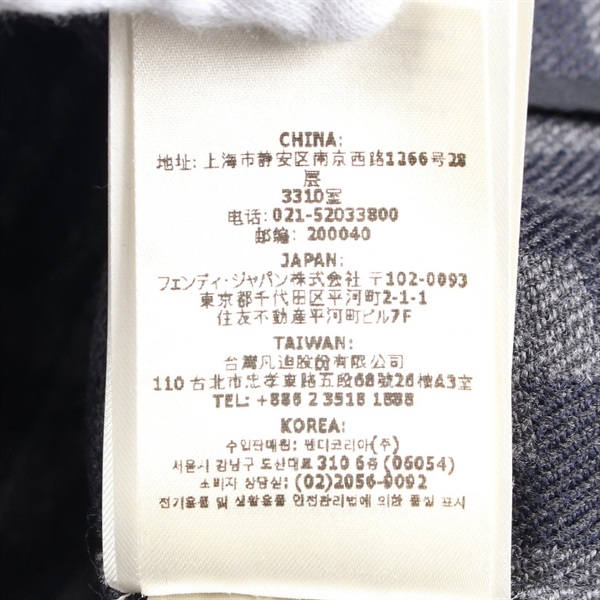 CHINA:
地址: 上海市静安区南京西路1266号28
层
3310室
电话: 021-52033800
邮编: 200040
JAPAN:
フェンディ・ジャパン株式会社 〒102-0093
東京都千代田区平河町2-1-1
住友不動産平河町ビル7F
TAIWAN:
台灣凡迪股份有限公司
110 台北市忠孝東路五段68號26樓A3室
TEL: +886 2 3518 1888
KOREA:
수입판매원: 펜디코리아(주)
서울시 강남구 도산대로 310 6층 (06054)
소비자 상담실: (02)2056-9092
전기용품 및 생활용품 안전관리법에 의한 품질 표시